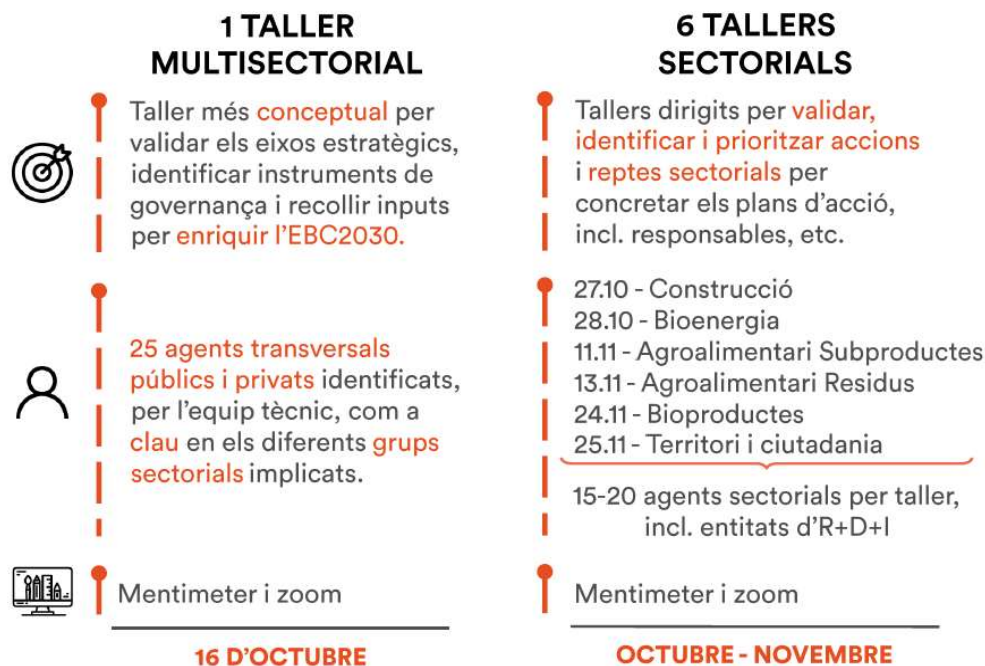 1 TALLER
MULTISECTORIAL
Taller més conceptual per
validar els eixos estratègics,
identificar instruments de
governança i recollir inputs
per enriquir l'EBC2030.
25 agents transversals
públics i privats identificats,
per l'equip tècnic, com a
clau en els diferents grups
sectorials implicats.
Mentimeter i zoom
16 D'OCTUBRE
6 TALLERS
SECTORIALS
Tallers dirigits per validar,
identificar i prioritzar accions
i reptes sectorials per
concretar els plans d'acció,
incl. responsables, etc.
27.10 - Construcció
28.10 - Bioenergia
11.11 - Agroalimentari Subproductes
13.11 - Agroalimentari Residus
24.11 - Bioproductes
25.11 - Territori i ciutadania
15-20 agents sectorials per taller,
incl. entitats d'R+D+I
Mentimeter i zoom
OCTUBRE - NOVEMBRE